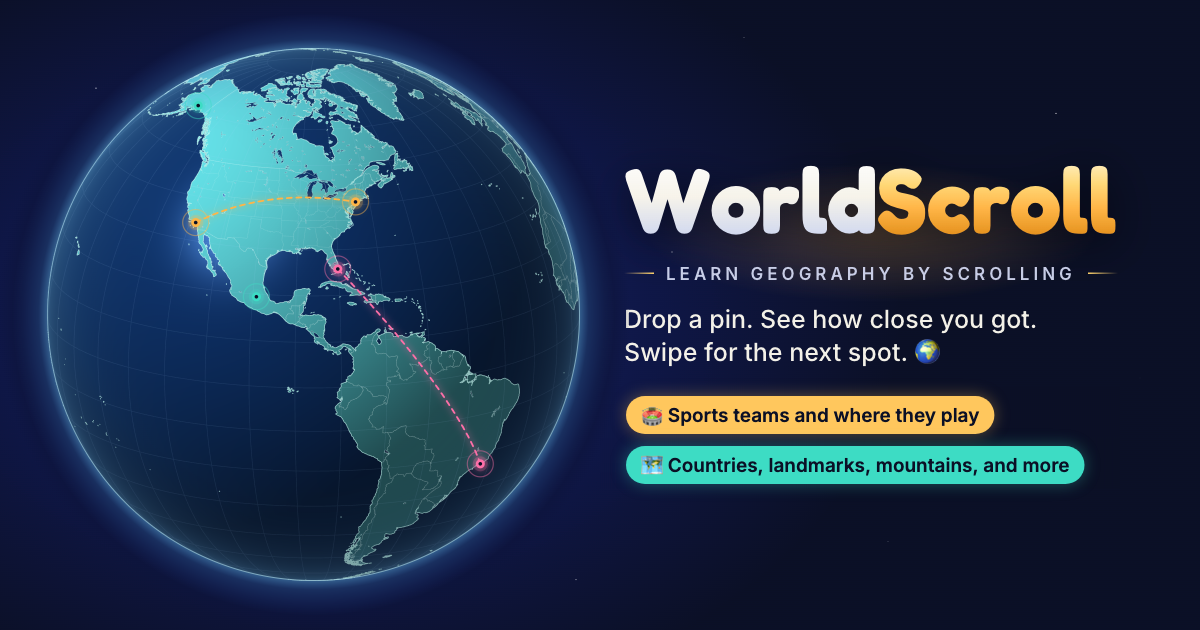 WorldScroll
LEARN GEOGRAPHY BY SCROLLING
Drop a pin. See how close you got.
Swipe for the next spot. 🌍
🏟️ Sports teams and where they play
🗺️ Countries, landmarks, mountains, and more